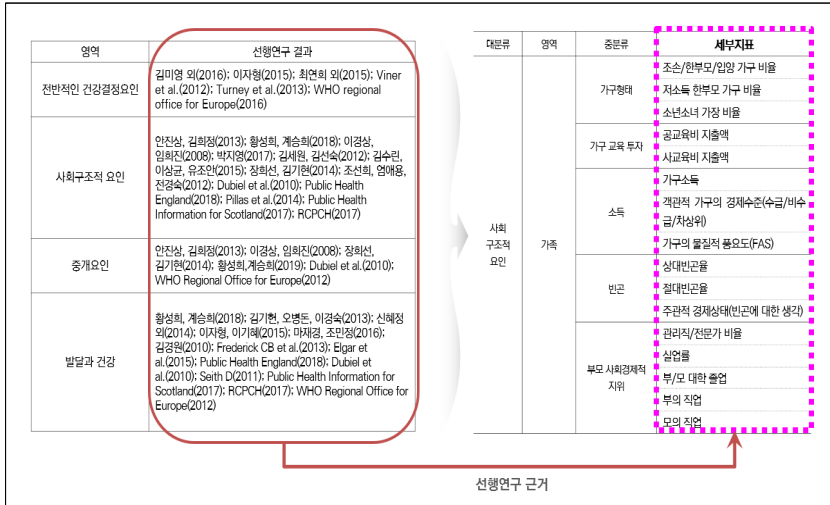 영역
선행연구 결과
전반적인 건강결정요인
김미영 외(2016); 이자형(2015); 최연희 외(2015); Viner
et al.(2012); Turney et al.(2013); WHO regional
office for Europe(2016)
사회구조적 요인
안진상, 김희정(2013); 황성희, 계승희(2018); 이경상,
임희진(2008); 박지영(2017); 김세원, 김선숙(2012); 김수린,
이상균, 유조안(2015); 장희선, 김기현(2014); 조선희, 염애용,
전경숙(2012); Dubiel et al.(2010); Public Health
England(2018); Pillas et al.(2014); Public Health
Information for Scotland(2017); RCPCH(2017)
중개요인
안진상, 김희정(2013); 이경상, 임희진(2008); 장희선,
김기현(2014); 황성희,계승희(2019); Dubiel et al.(2010);
WHO Regional Office for Europe(2012)
발달과 건강
황성희, 계승희(2018); 김기현, 오병돈, 이경숙(2013); 신혜정
외(2014); 이자형, 이기혜(2015); 마재경, 조민정(2016);
김경원(2010); Frederick CB et al.(2013); Elgar et
al.(2015); Public Health England(2018); Dubiel et
al.(2010); Seith D(2011); Public Health Information for
Scotland(2017); RCPCH(2017); WHO Regional Office for
Europe(2012)
대분류
영역
중분류
세부지표
사회
구조적
요인
가족
가구형태
조손/한부모/입양 가구 비율
저소득 한부모 가구 비율
소년소녀 가장 비율
가구 교육 투자
공교육비 지출액
사교육비 지출액
소득
가구소득
객관적 가구의 경제수준(수급/비수
급/차상위)
가구의 물질적 풍요도(FAS)
빈곤
상대빈곤율
절대빈곤율
주관적 경제상태(빈곤에 대한 생각)
부모 사회경제적
지위
관리직/전문가 비율
실업률
부/모 대학 졸업
부의 직업
모의 직업
선행연구 근거